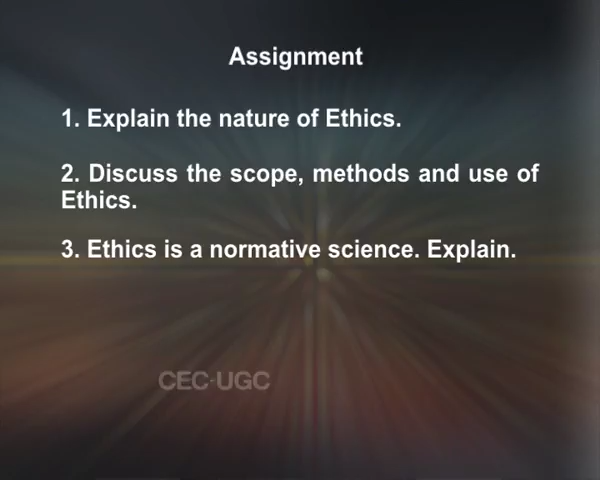 Assignment
1. Explain the nature of Ethics.
2. Discuss the scope, methods and use of
Ethics.
3. Ethics is a normative science. Explain.
CEC-UGC